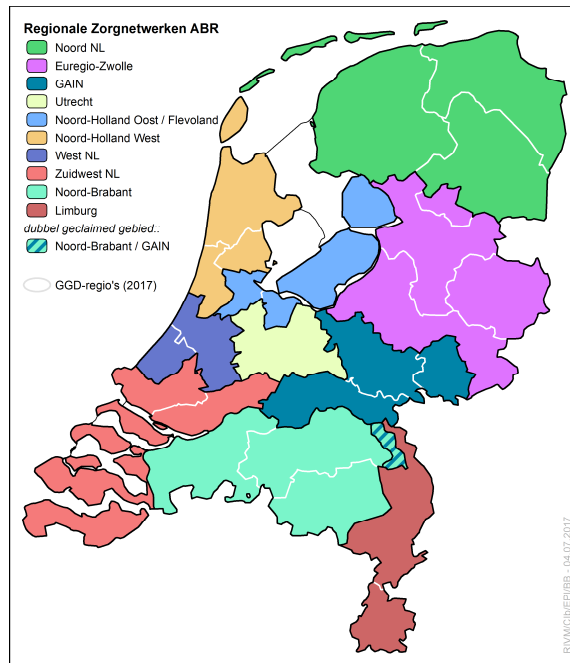 Regionale Zorgnetwerken ABR
Noord NL
Euregio-Zwolle
GAIN
Utrecht
Noord-Holland Oost / Flevoland
Noord-Holland West
West NL
Zuidwest NL
Noord-Brabant
Limburg
dubbel geclaimed gebied..
Noord-Brabant / GAIN
GGD-regio's (2017)
RIVM/CIb/EPI/BB - 04.07.2017